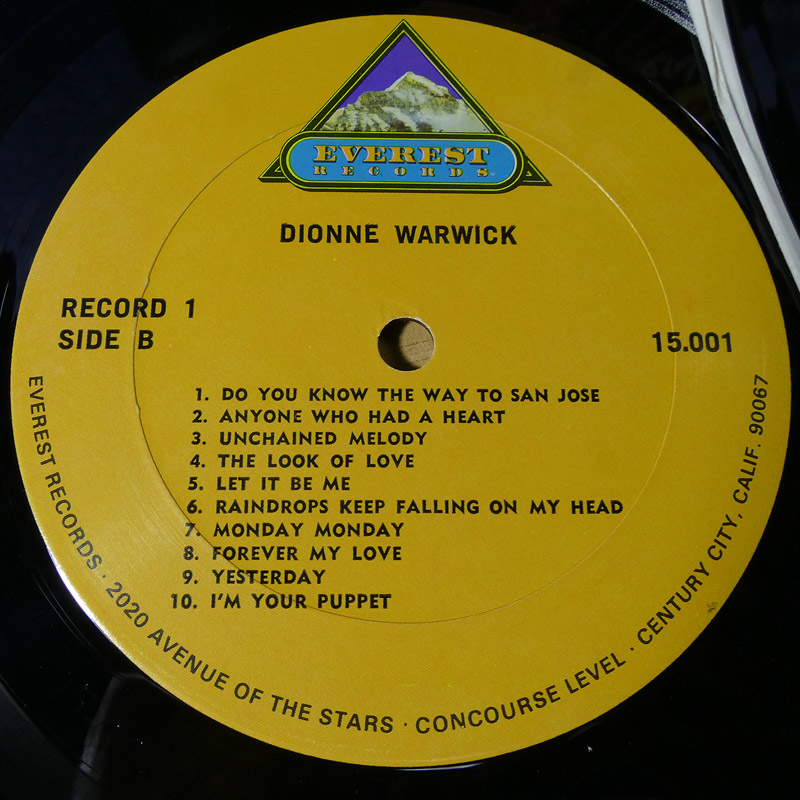 EVEREST
RECORDS
DIONNE WARWICK
RECORD 1
SIDE B
15.001
1. DO YOU KNOW THE WAY TO SAN JOSE
2. ANYONE WHO HAD A HEART
3. UNCHAINED MELODY
4. THE LOOK OF LOVE
5. LET IT BE ME
6. RAINDROPS KEEP FALLING ON MY HEAD
7. MONDAY MONDAY
8. FOREVER MY LOVE
9. YESTERDAY
10. I'M YOUR PUPPET
EVEREST RECORDS · 2020 AVENUE OF THE STARS · CONCOURSE LEVEL · CENTURY CITY, CALIF. 90067